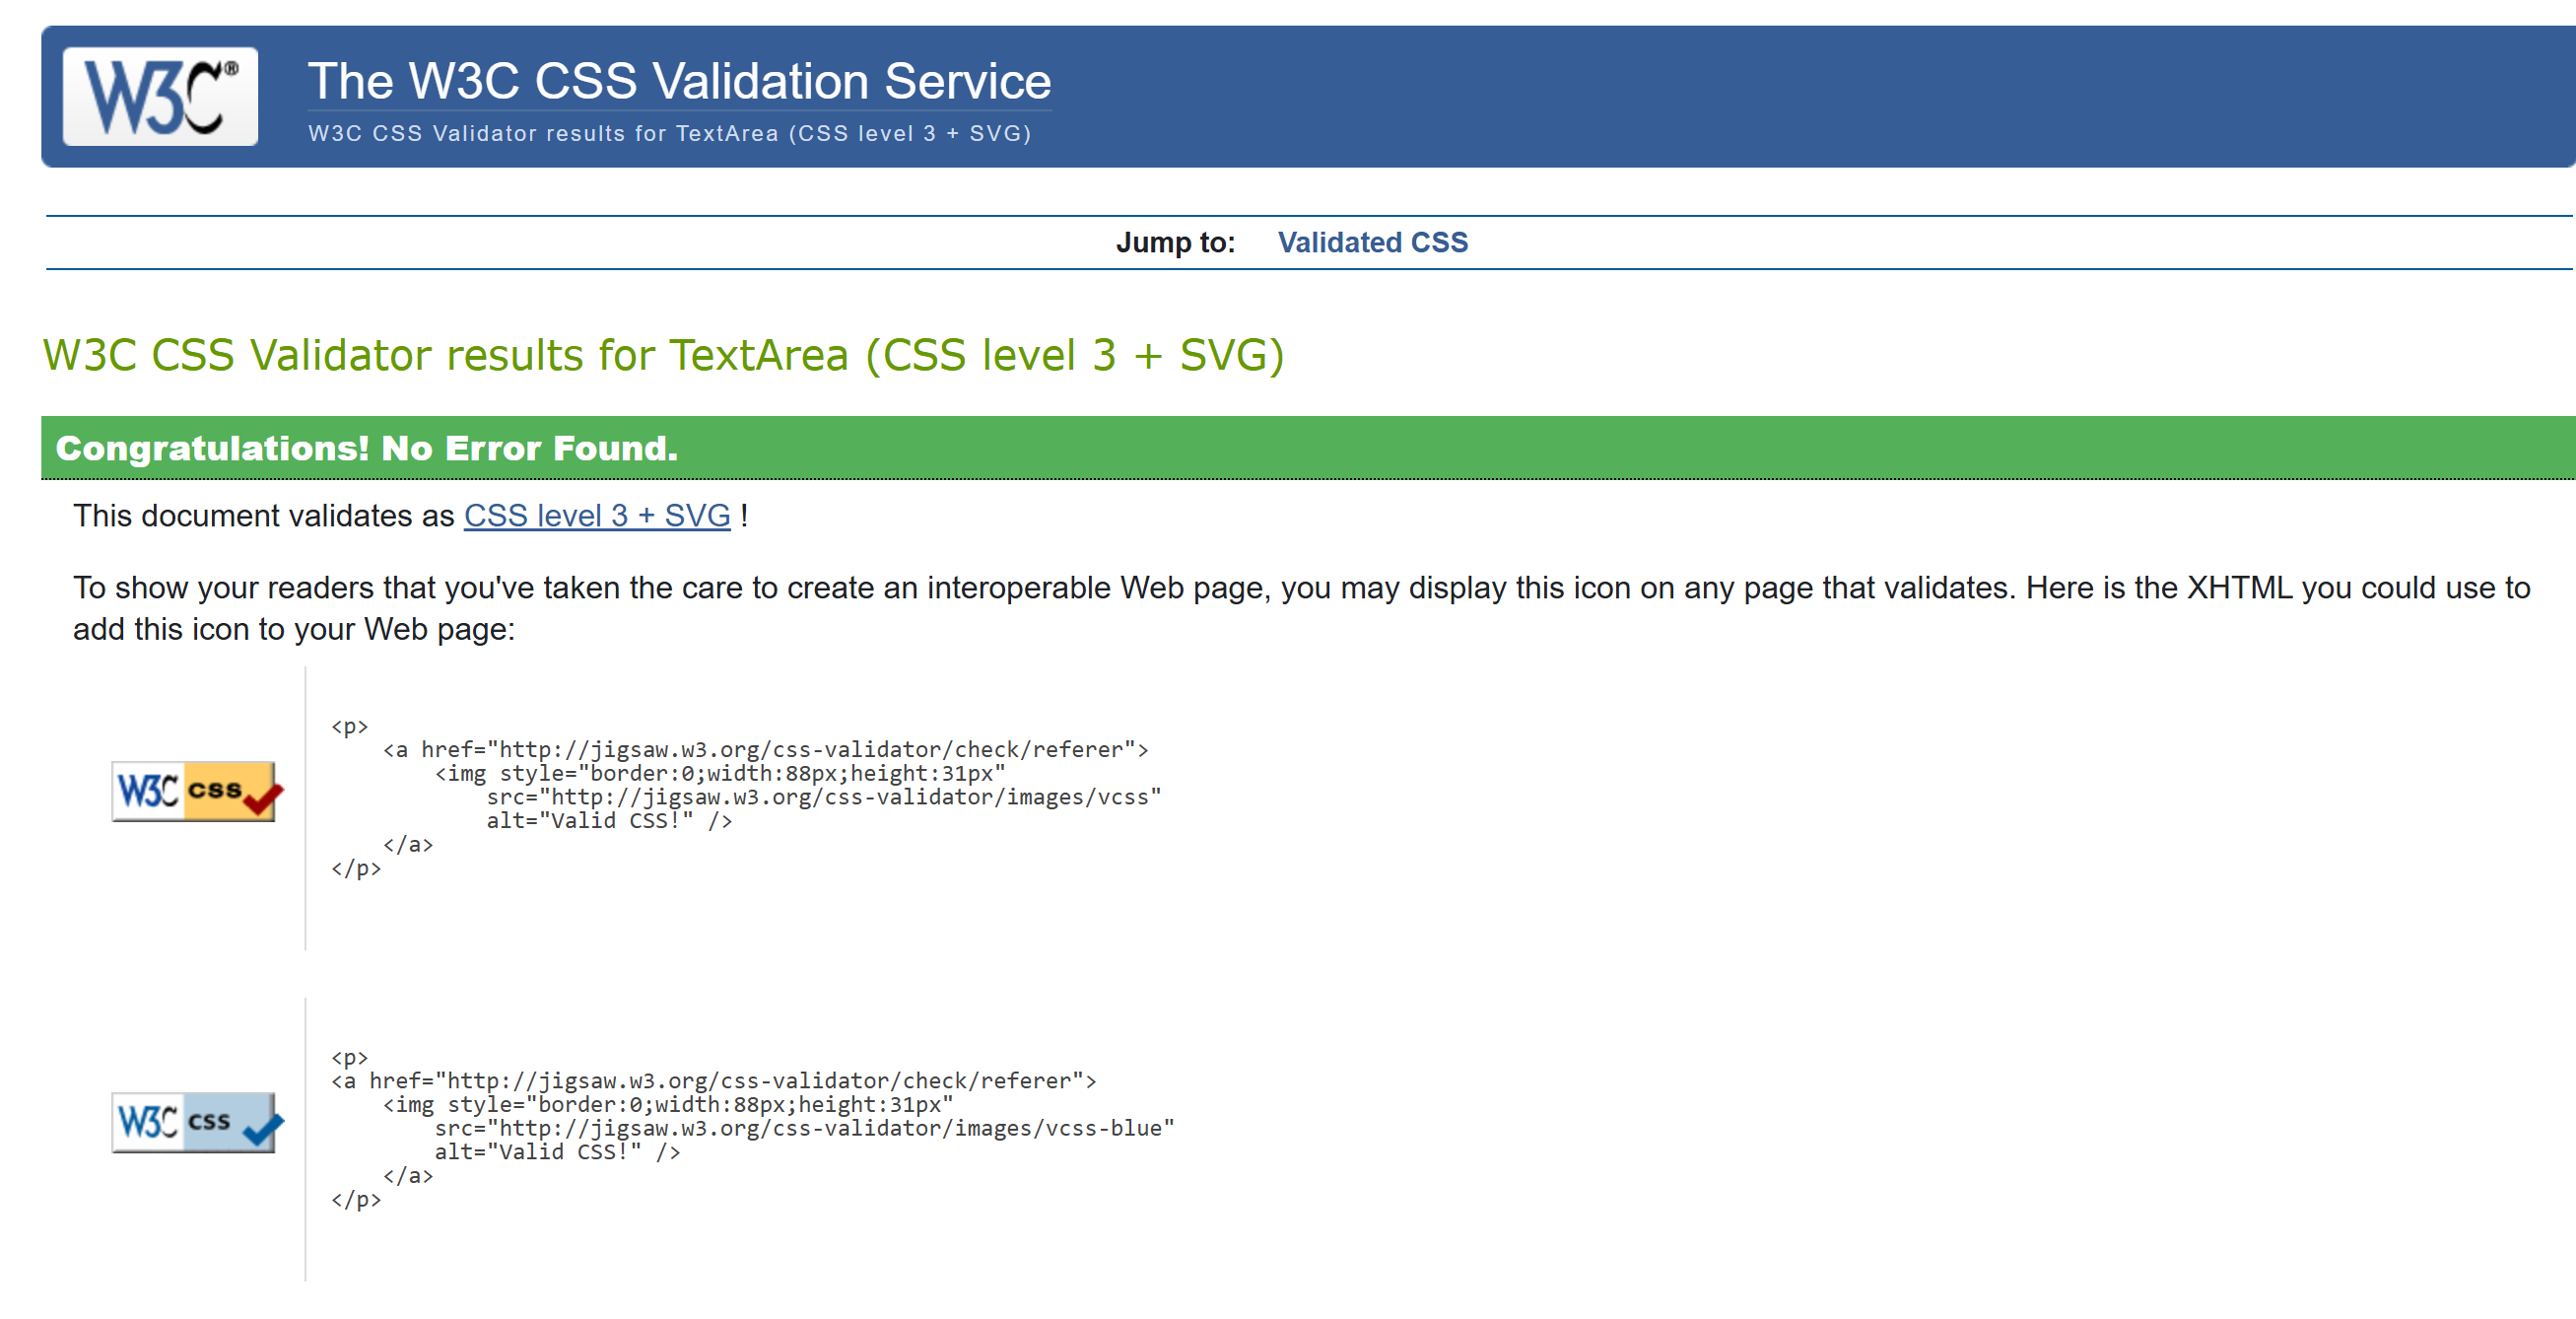 W3C®
The W3C CSS Validation Service
W3C CSS Validator results for TextArea (CSS level 3 + SVG)
Jump to: Validated CSS
W3C CSS Validator results for TextArea (CSS level 3 + SVG)
Congratulations! No Error Found.
This document validates as CSS level 3 + SVG !
To show your readers that you've taken the care to create an interoperable Web page, you may display this icon on any page that validates. Here is the XHTML you could use to
add this icon to your Web page:
W3C css
<p>
    <a href="http://jigsaw.w3.org/css-validator/check/referer">
        <img style="border:0;width:88px;height:31px"
            src="http://jigsaw.w3.org/css-validator/images/vcss"
            alt="Valid CSS!" />
    </a>
</p>
W3C css
<p>
<a href="http://jigsaw.w3.org/css-validator/check/referer">
    <img style="border:0;width:88px;height:31px"
        src="http://jigsaw.w3.org/css-validator/images/vcss-blue"
        alt="Valid CSS!" />
    </a>
</p>